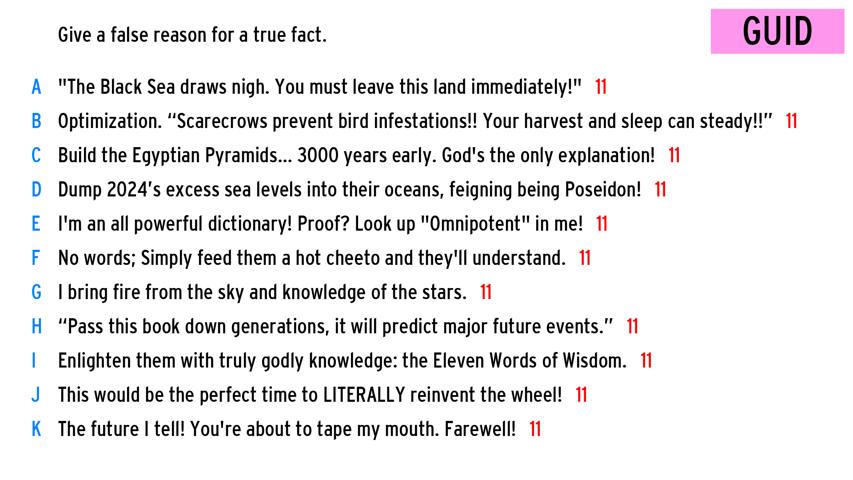 Give a false reason for a true fact.
GUID
A "The Black Sea draws nigh. You must leave this land immediately!" 11
B Optimization. “Scarecrows prevent bird infestations!! Your harvest and sleep can steady!!” 11
C Build the Egyptian Pyramids... 3000 years early. God's the only explanation! 11
D Dump 2024’s excess sea levels into their oceans, feigning being Poseidon! 11
E I'm an all powerful dictionary! Proof? Look up "Omnipotent" in me! 11
F No words; Simply feed them a hot cheeto and they'll understand. 11
G I bring fire from the sky and knowledge of the stars. 11
H “Pass this book down generations, it will predict major future events.” 11
I Enlighten them with truly godly knowledge: the Eleven Words of Wisdom. 11
J This would be the perfect time to LITERALLY reinvent the wheel! 11
K The future I tell! You're about to tape my mouth. Farewell! 11